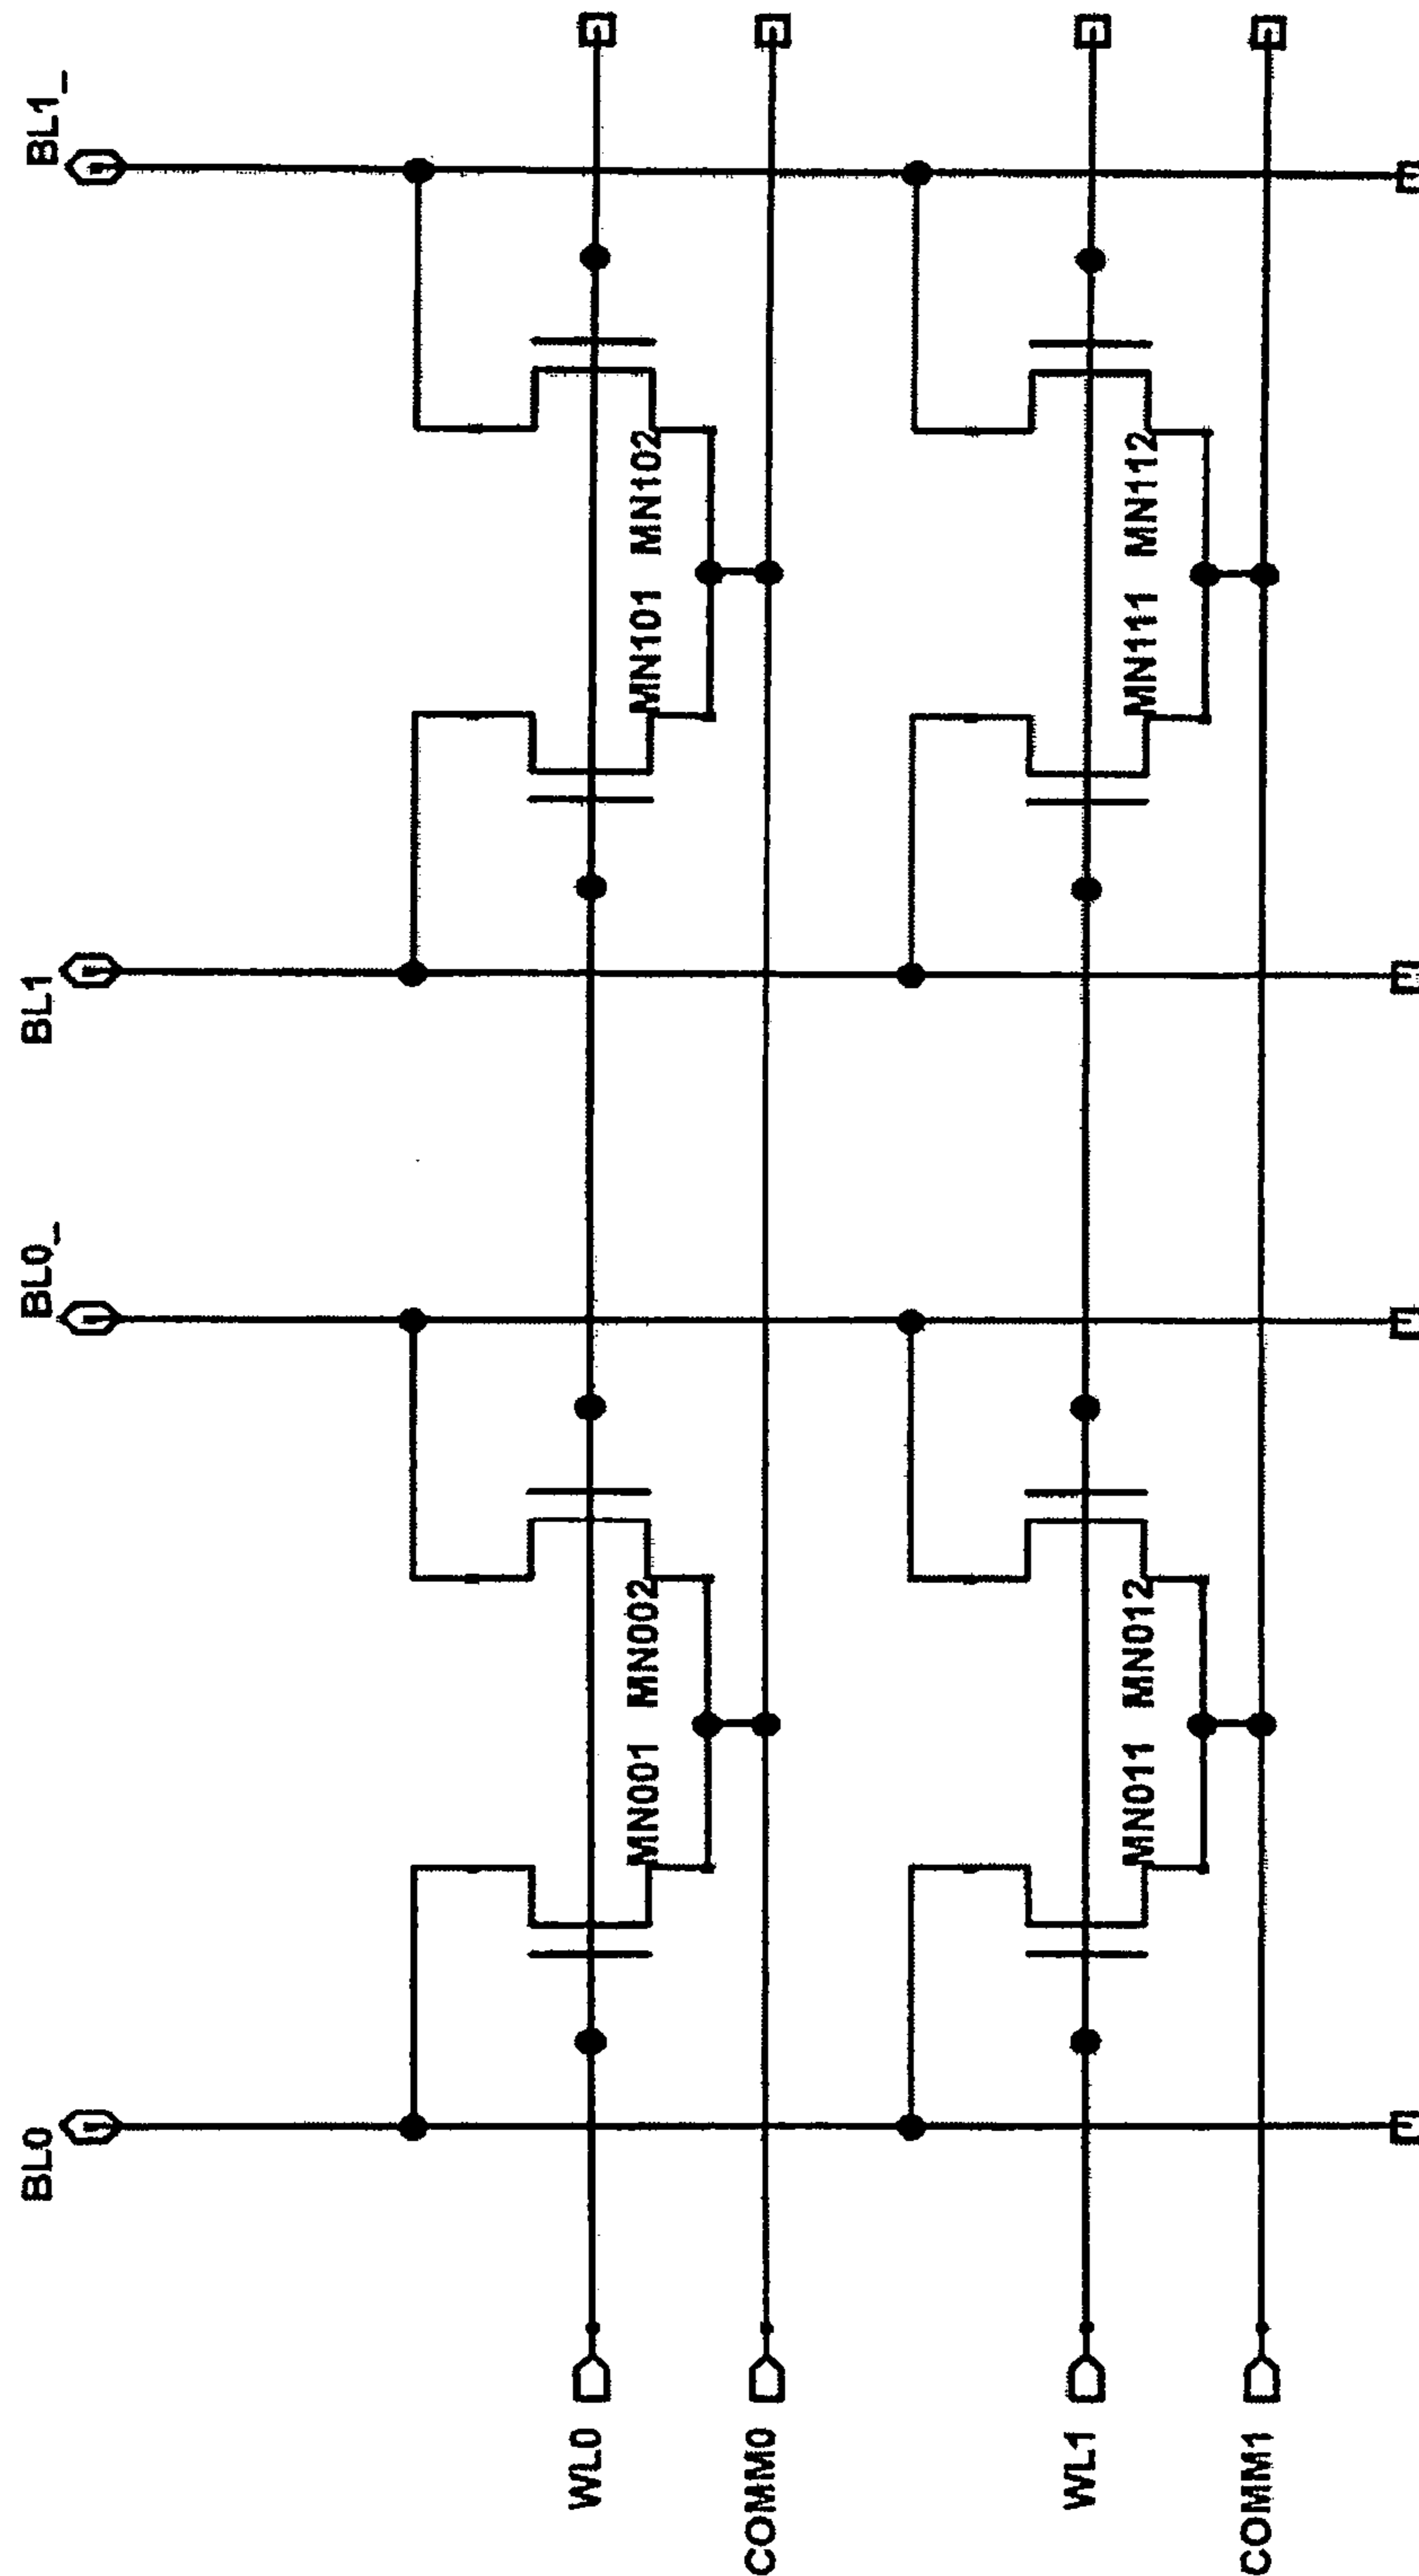 BL0
BL0_
BL1
BL1_
WL0
MN001 MN002
MN101 MN102
COMM0
WL1
MN011 MN012
MN111 MN112
COMM1